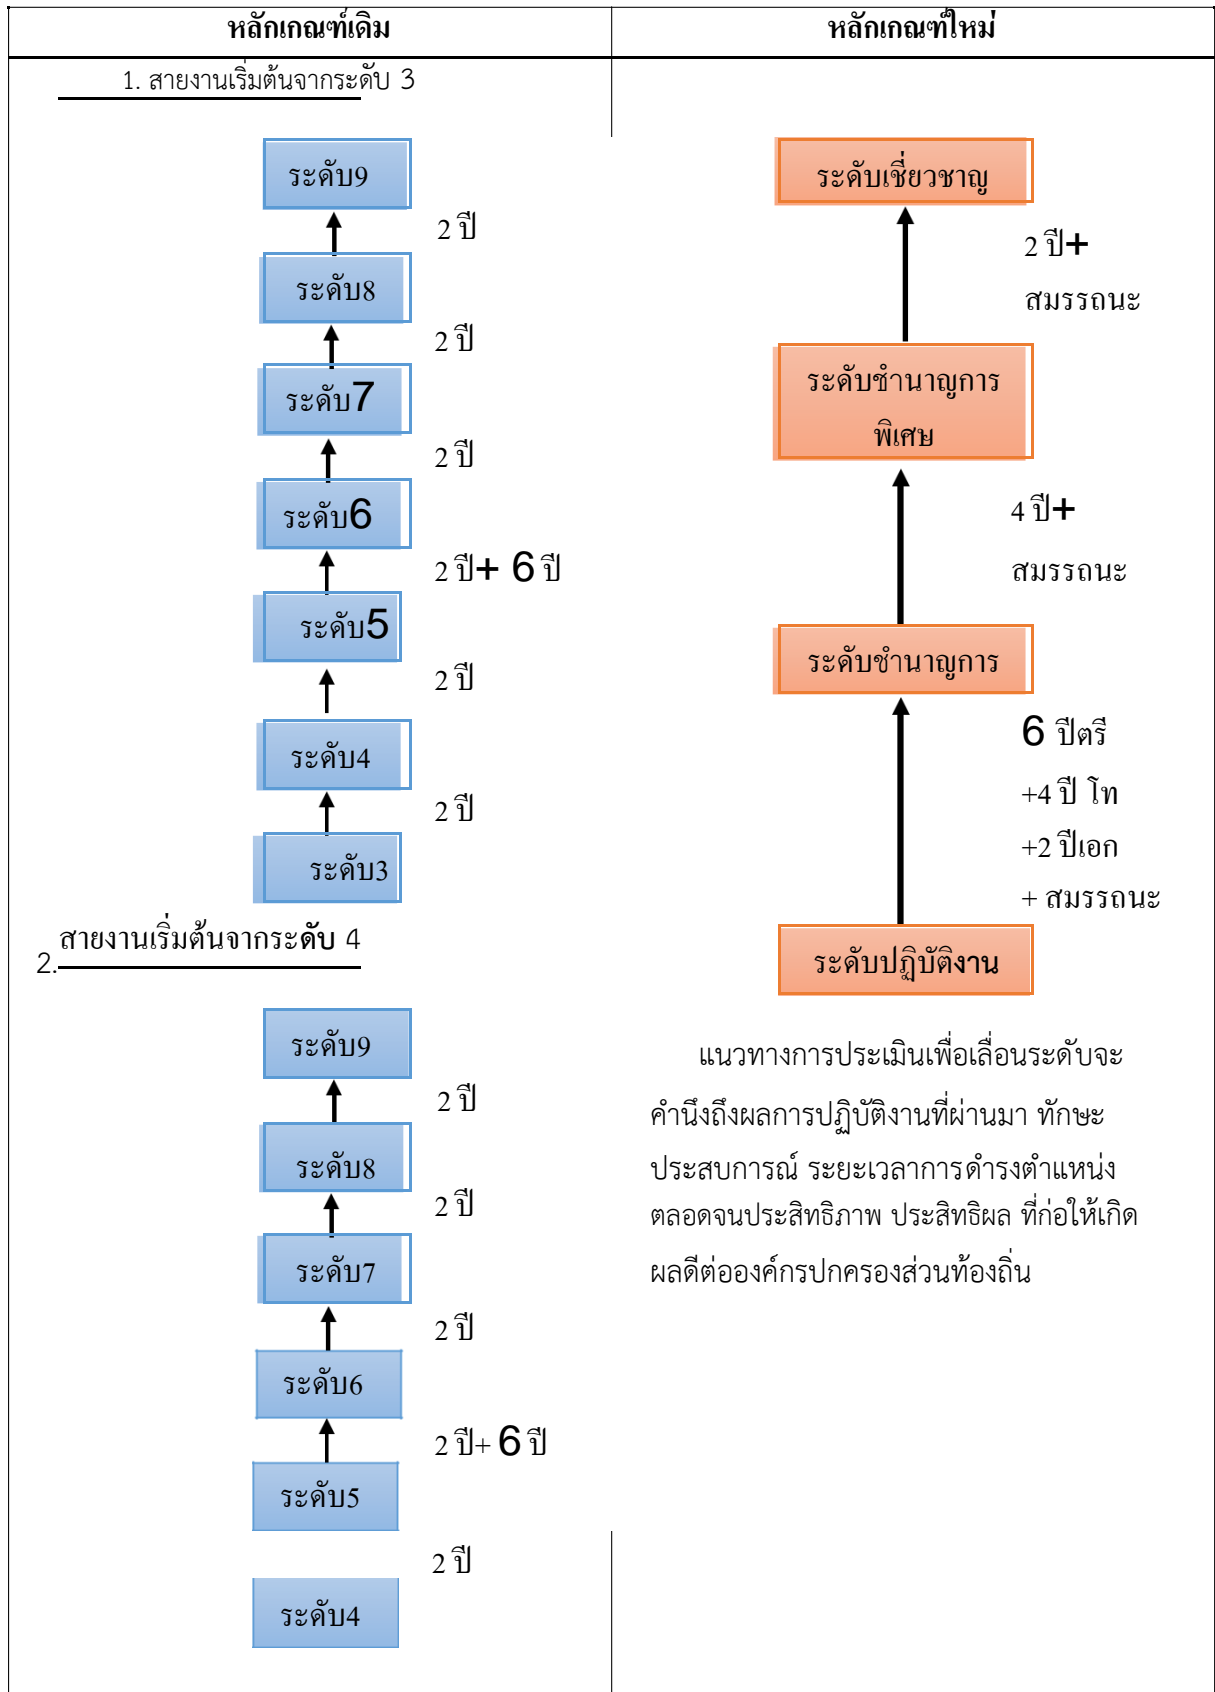 หลักเกณฑ์เดิม
หลักเกณฑ์ใหม่
1. สายงานเริ่มต้นจากระดับ 3
ระดับ9
2 ปี
ระดับ8
2 ปี
ระดับ7
2 ปี
ระดับ6
2 ปี+ 6 ปี
ระดับ5
2 ปี
ระดับ4
2 ปี
ระดับ3
2. สายงานเริ่มต้นจากระดับ 4
ระดับ9
2 ปี
ระดับ8
2 ปี
ระดับ7
2 ปี
ระดับ6
2 ปี+ 6 ปี
ระดับ5
2 ปี
ระดับ4
ระดับเชี่ยวชาญ
2 ปี+
สมรรถนะ
ระดับชำนาญการ
พิเศษ
4 ปี+
สมรรถนะ
ระดับชำนาญการ
6 ปีตรี
+4 ปี โท
+2 ปีเอก
+ สมรรถนะ
ระดับปฏิบัติงาน
แนวทางการประเมินเพื่อเลื่อนระดับจะ
คำนึงถึงผลการปฏิบัติงานที่ผ่านมา ทักษะ
ประสบการณ์ ระยะเวลาการดำรงตำแหน่ง
ตลอดจนประสิทธิภาพ ประสิทธิผล ที่ก่อให้เกิด
ผลดีต่อองค์กรปกครองส่วนท้องถิ่น